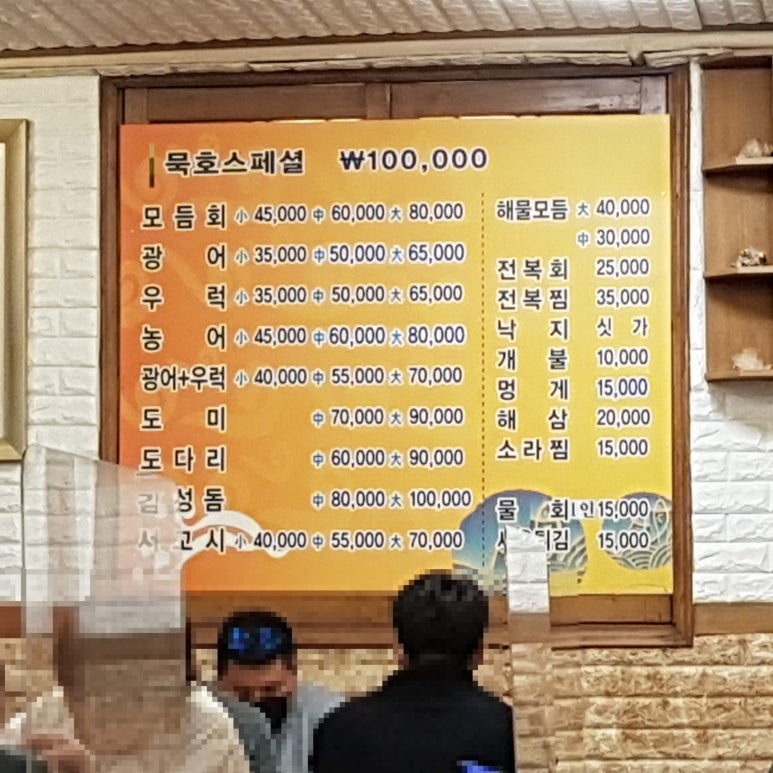 묵호스페셜 ₩100,000
모듬회 小 45,000 中 60,000 大 80,000
광어 小 35,000 中 50,000 大 65,000
우럭 小 35,000 中 50,000 大 65,000
농어 小 45,000 中 60,000 大 80,000
광어+우럭 小 40,000 中 55,000 大 70,000
도미 中 70,000 大 90,000
도다리 中 60,000 大 90,000
김성돔 中 80,000 大 100,000
시 小 40,000 中 55,000 大 70,000
해물모듬 大 40,000
中 30,000
전복회 25,000
전복찜 35,000
낙지 싯가
개불 10,000
멍게 15,000
해삼 20,000
소라찜 15,000
물회 1인 15,000
15,000